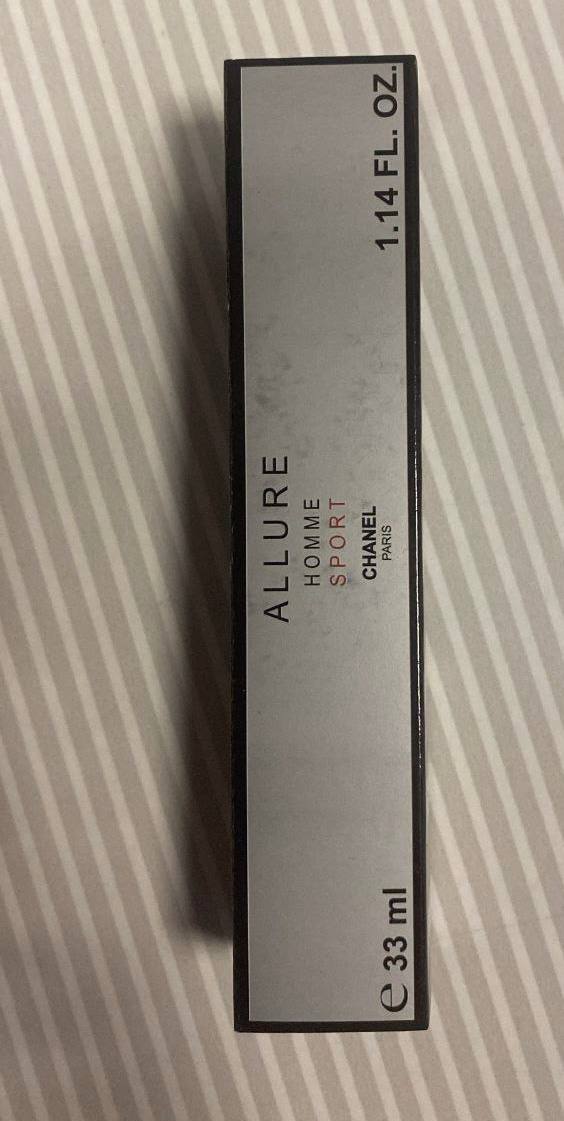 ALLURE
HOMME
SPORT
CHANEL
PARIS
e 33 ml
1.14 FL. OZ.